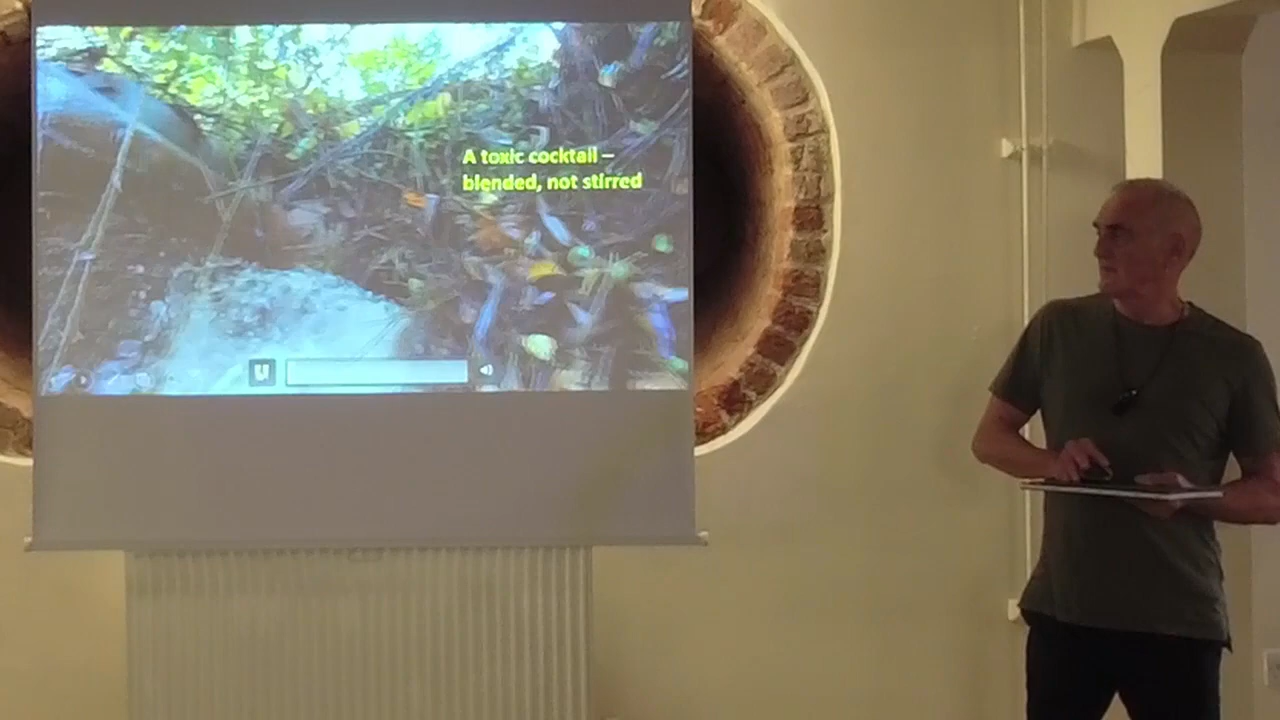 A toxic cocktail –
blended, not stirred